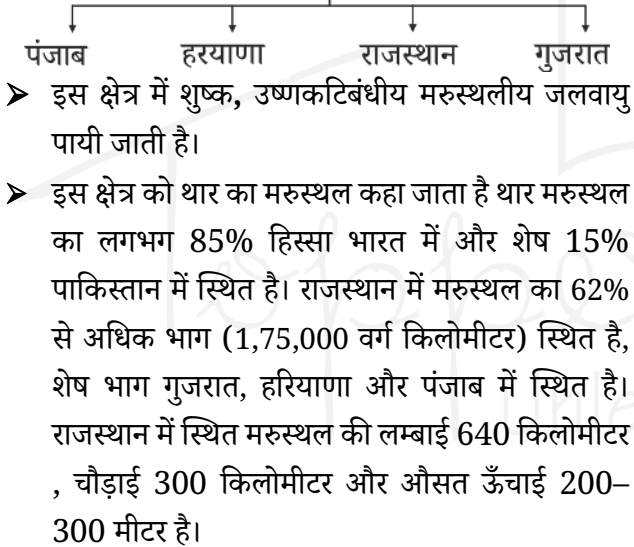 पंजाब हरयाणा राजस्थान गुजरात
➤ इस क्षेत्र में शुष्क, उष्णकटिबंधीय मरुस्थलीय जलवायु
पायी जाती है।
➤ इस क्षेत्र को थार का मरुस्थल कहा जाता है थार मरुस्थल
का लगभग 85% हिस्सा भारत में और शेष 15%
पाकिस्तान में स्थित है। राजस्थान में मरुस्थल का 62%
से अधिक भाग (1,75,000 वर्ग किलोमीटर) स्थित है,
शेष भाग गुजरात, हरियाणा और पंजाब में स्थित है।
राजस्थान में स्थित मरुस्थल की लम्बाई 640 किलोमीटर
, चौड़ाई 300 किलोमीटर और औसत ऊँचाई 200–
300 मीटर है।